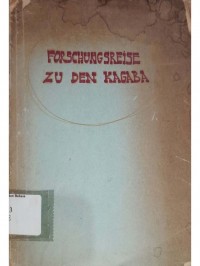 FORSCHUNGSREISE
ZU DEN KAGABA